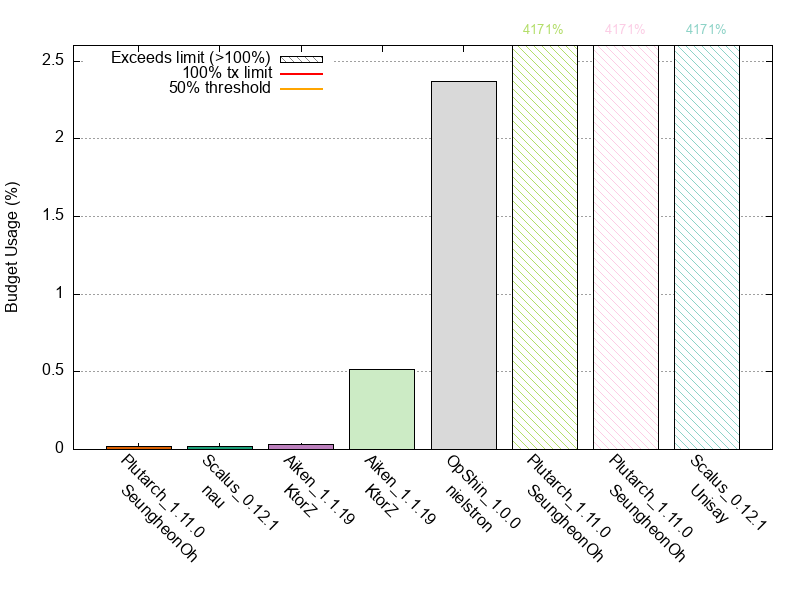 4171% 4171% 4171%
Exceeds limit (>100%)
100% tx limit
50% threshold
2.5
2
1.5
1
0.5
0
Budget Usage (%)
Plutarch_1.11.0
SeungheonOh
Scalus_0.12.1
nau
Aiken_1.1.19
KtorZ
Aiken_1.1.19
KtorZ
OpShin_1.0.0
nielstron
Plutarch_1.11.0
SeungheonOh
Plutarch_1.11.0
SeungheonOh
Scalus_0.12.1
Unisay